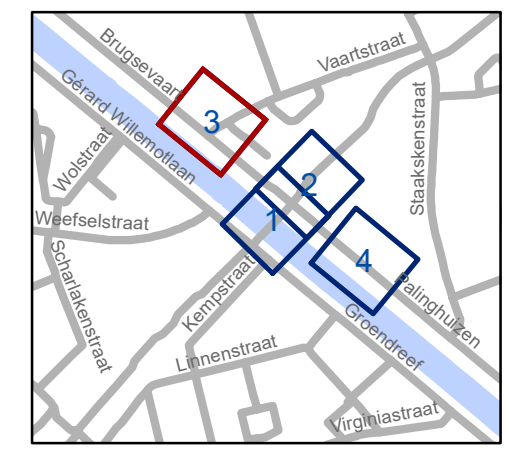 Brugsevaart
Vaartstraat
Gérard Willemotlaan
3
Wolstraat
Staakskenstraat
2
Weefselstraat
1
Scharlakenstraat
4
Kempstraat
Palinghuizen
Groendreef
Linnenstraat
Virginiastraat